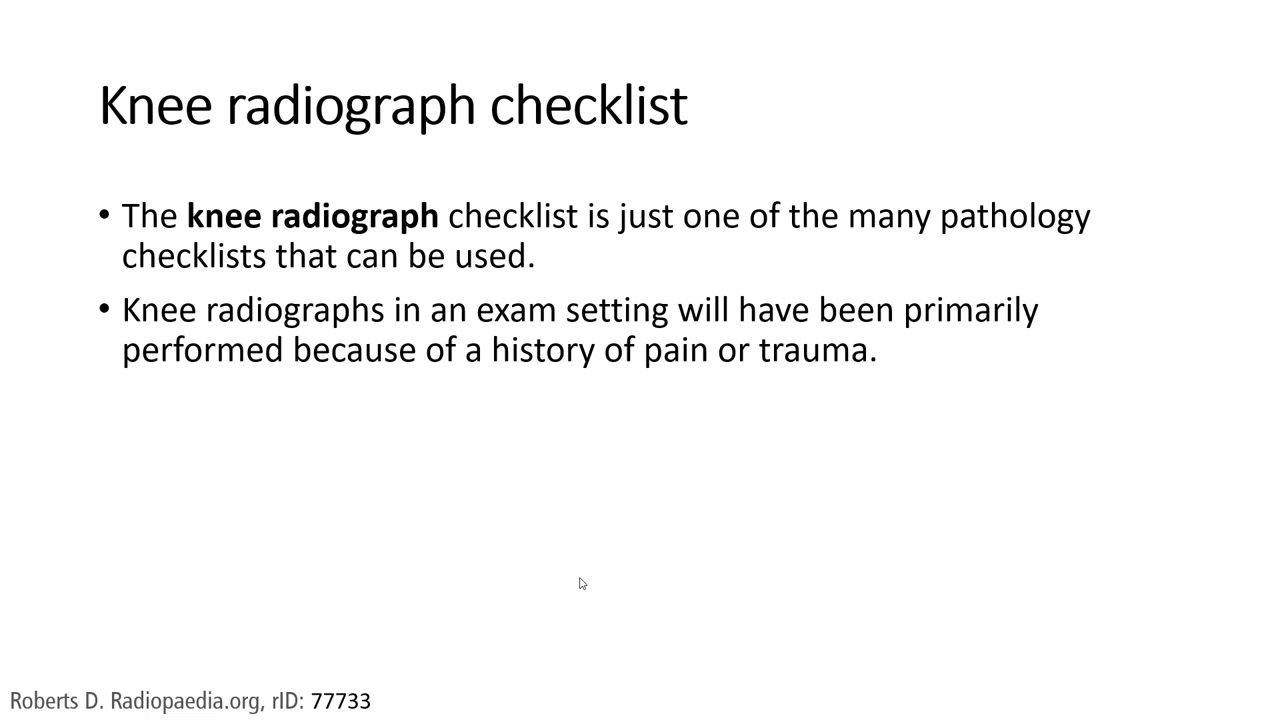 Knee radiograph checklist
• The knee radiograph checklist is just one of the many pathology
checklists that can be used.
• Knee radiographs in an exam setting will have been primarily
performed because of a history of pain or trauma.
Roberts D. Radiopaedia.org, rID: 77733